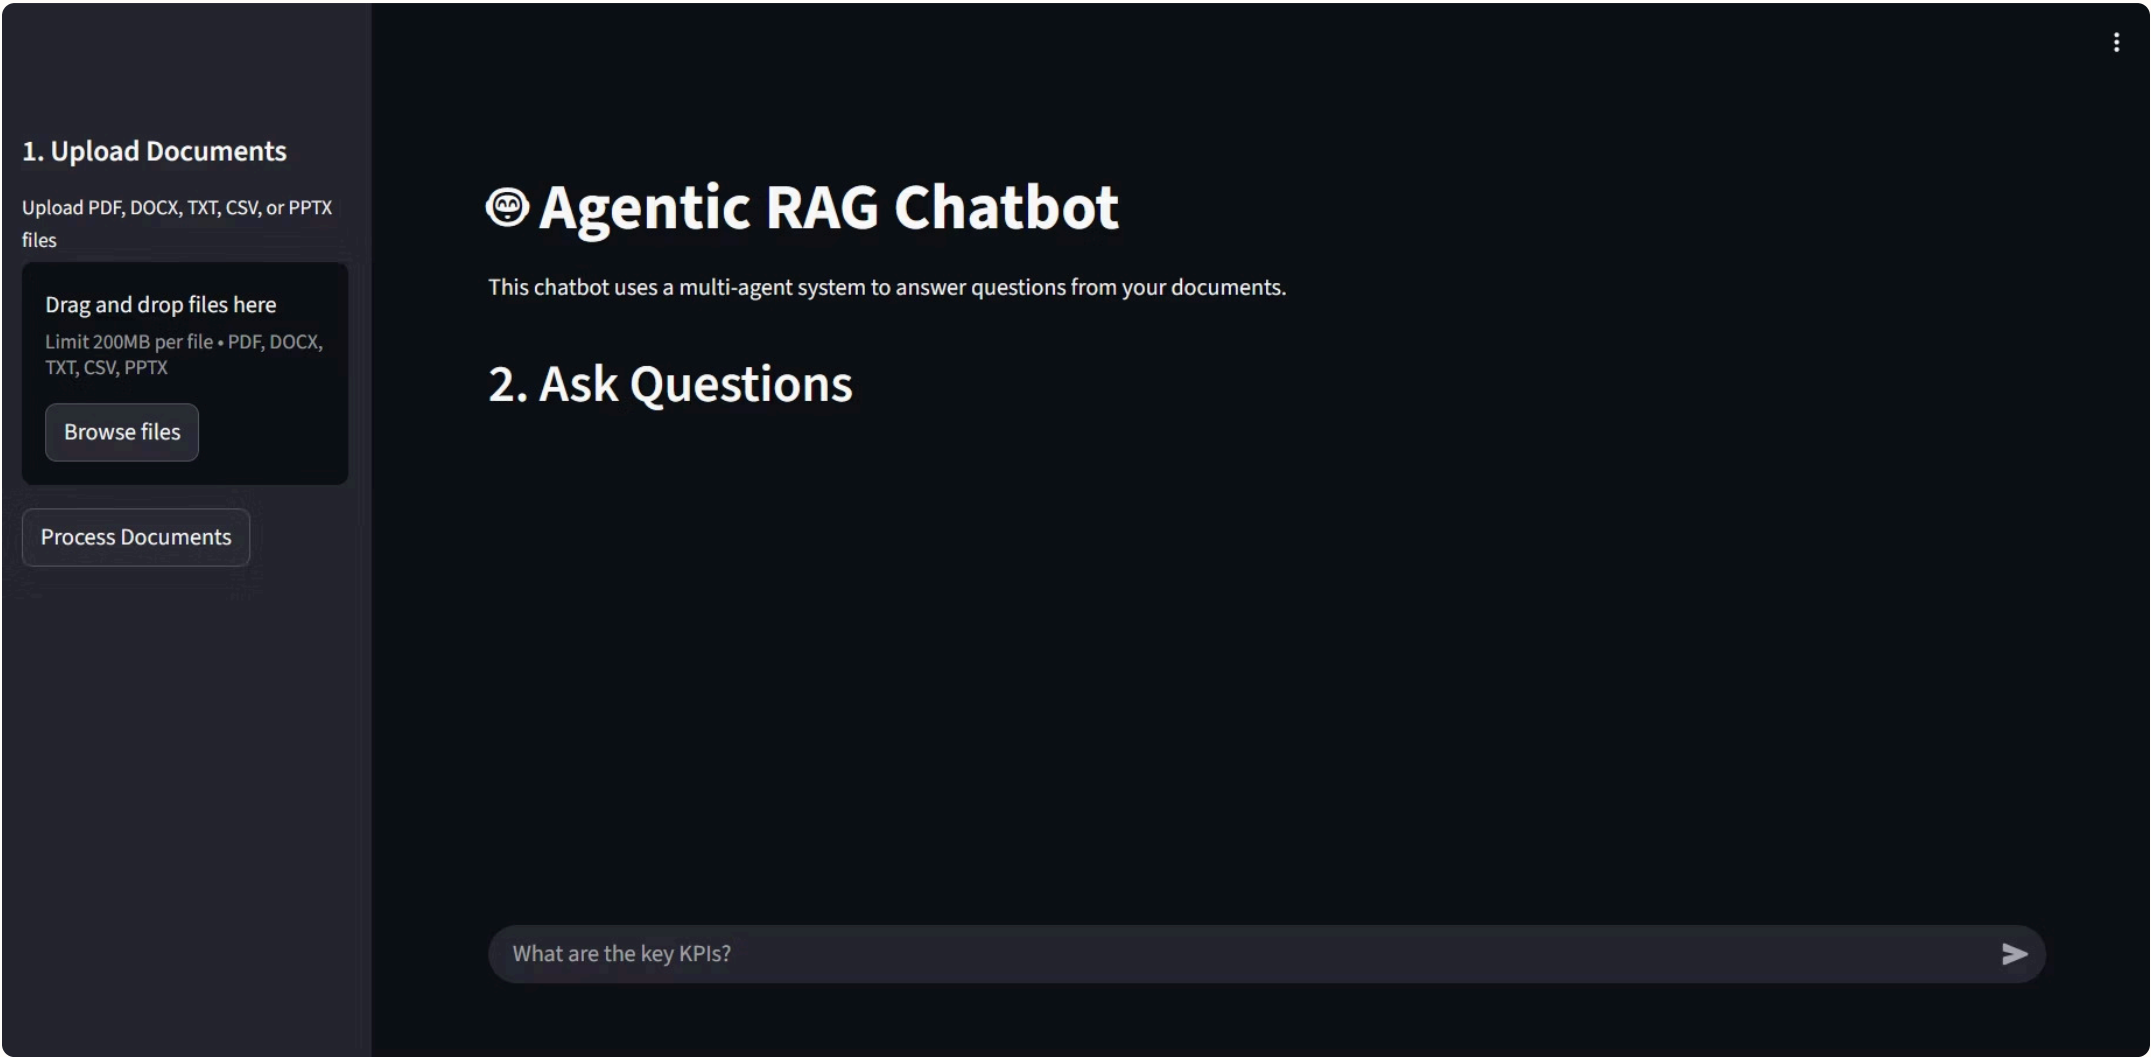 1. Upload Documents
Upload PDF, DOCX, TXT, CSV, or PPTX
files
Drag and drop files here
Limit 200MB per file • PDF, DOCX,
TXT, CSV, PPTX
Browse files
Process Documents
Agentic RAG Chatbot
This chatbot uses a multi-agent system to answer questions from your documents.
2. Ask Questions
What are the key KPIs?